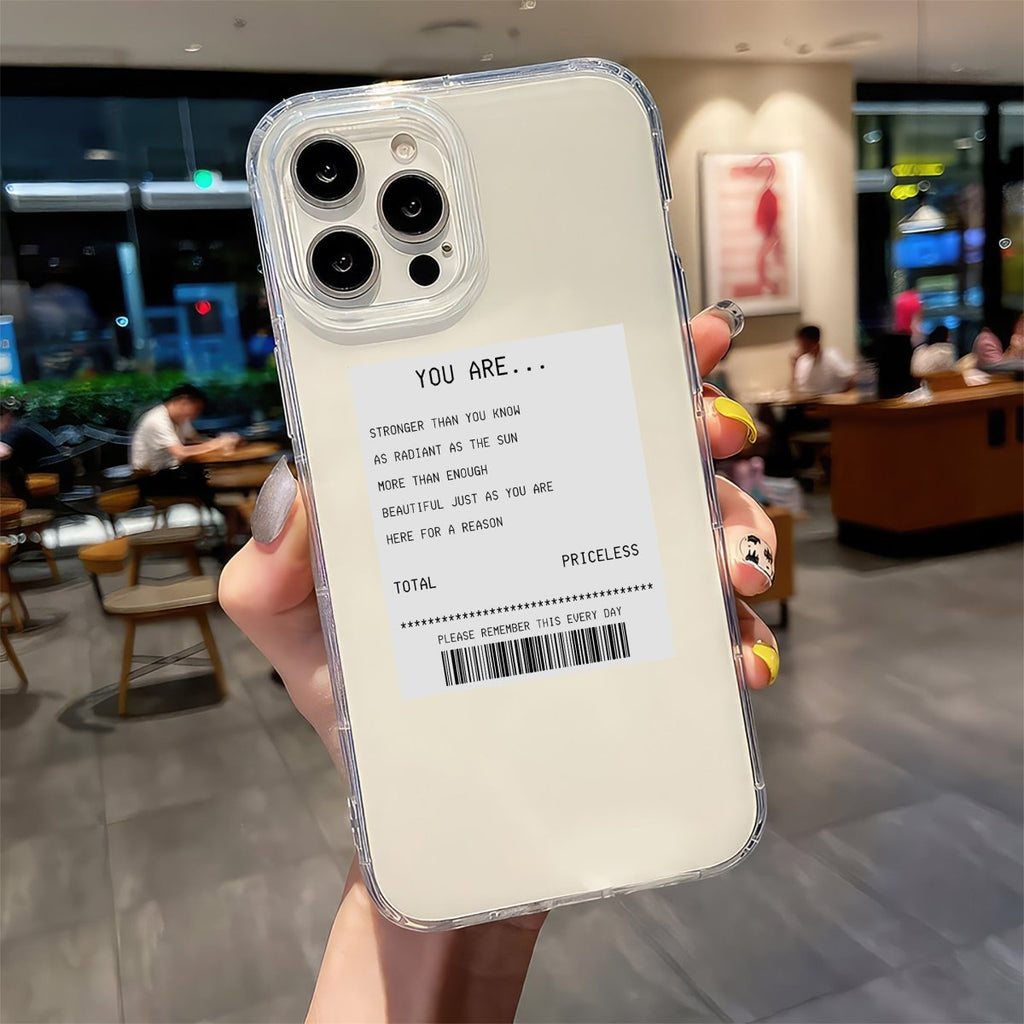 YOU ARE...
STRONGER THAN YOU KNOW
AS RADIANT AS THE SUN
MORE THAN ENOUGH
BEAUTIFUL JUST AS YOU ARE
HERE FOR A REASON
TOTAL PRICELESS
**************************************
PLEASE REMEMBER THIS EVERY DAY